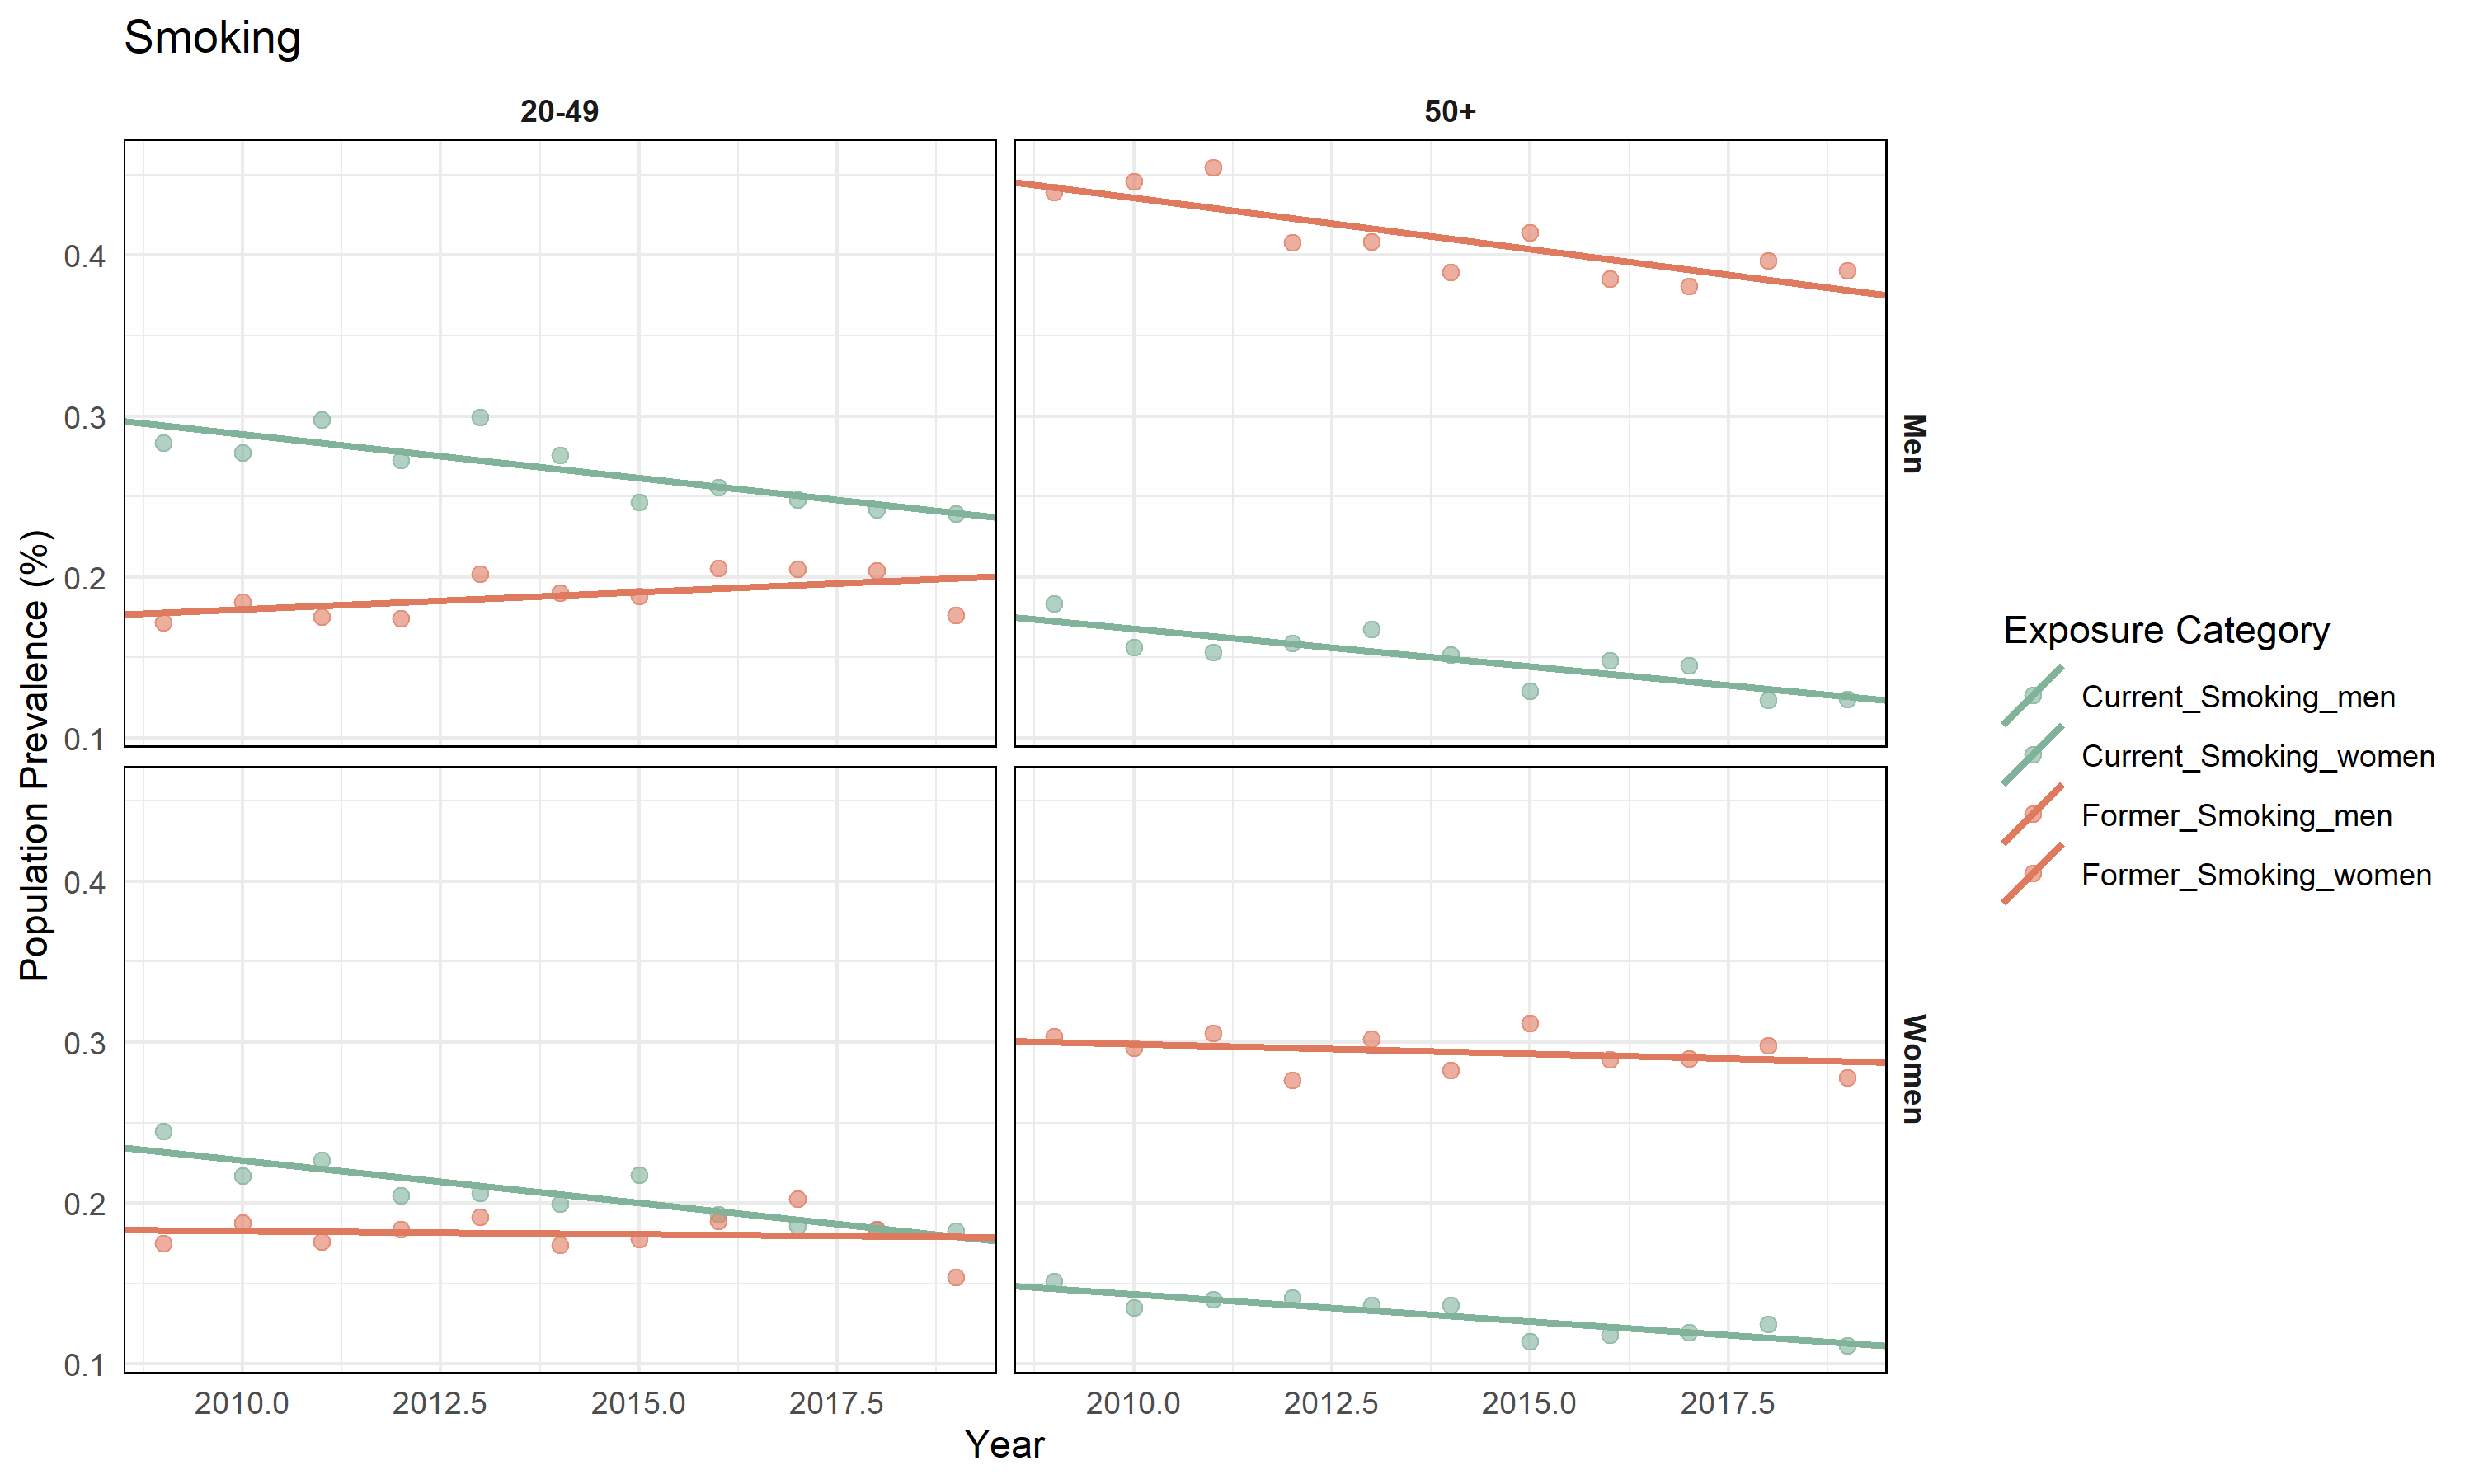 Smoking
20-49
50+
Population Prevalence (%)
0.4
0.3
0.2
0.1
Men
0.4
0.3
0.2
0.1
Women
2010.0 2012.5 2015.0 2017.5
2010.0 2012.5 2015.0 2017.5
Year
Exposure Category
Current_Smoking_men
Current_Smoking_women
Former_Smoking_men
Former_Smoking_women